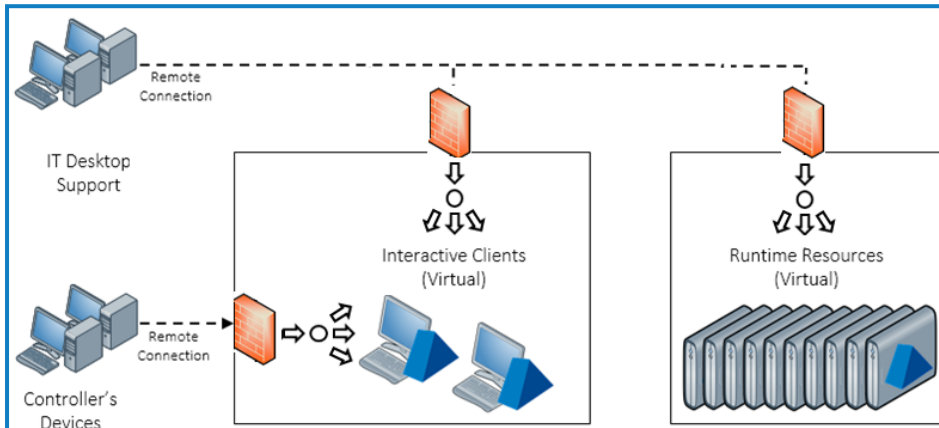 Remote
Connection
IT Desktop
Support
Interactive Clients
(Virtual)
Runtime Resources
(Virtual)
Remote
Connection
Controller's
Devices